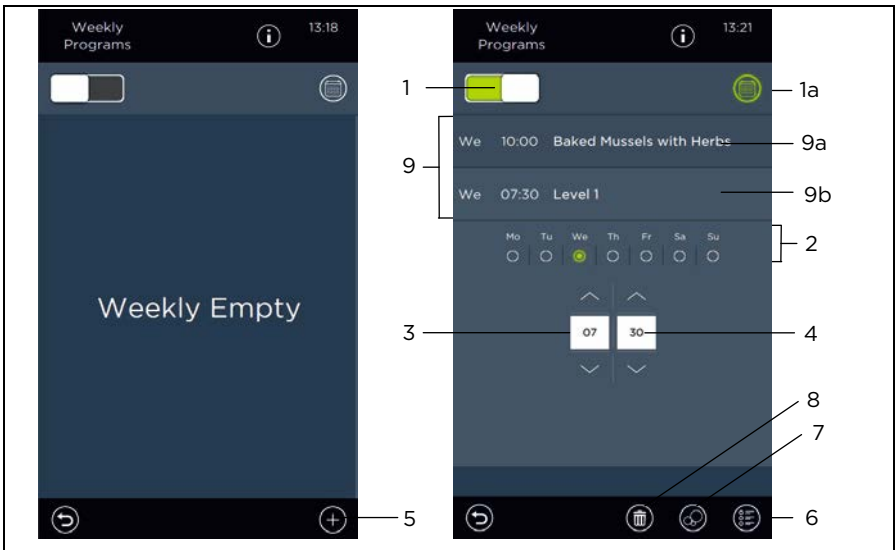 Weekly
Programs
13:18
Weekly Empty
5
Weekly
Programs
13:21
1
1a
We 10:00 Baked Mussels with Herbs
9a
9
We 07:30 Level 1
9b
Mo Tu We Th Fr Sa Su
2
3
07 30
4
8
7
6